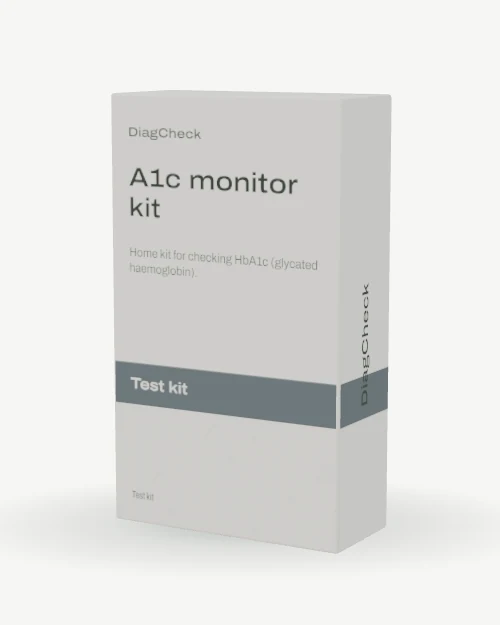 DiagCheck
A1c monitor
kit
Home kit for checking HbA1c (glycated
haemoglobin).
Test kit
Test kit
DiagCheck